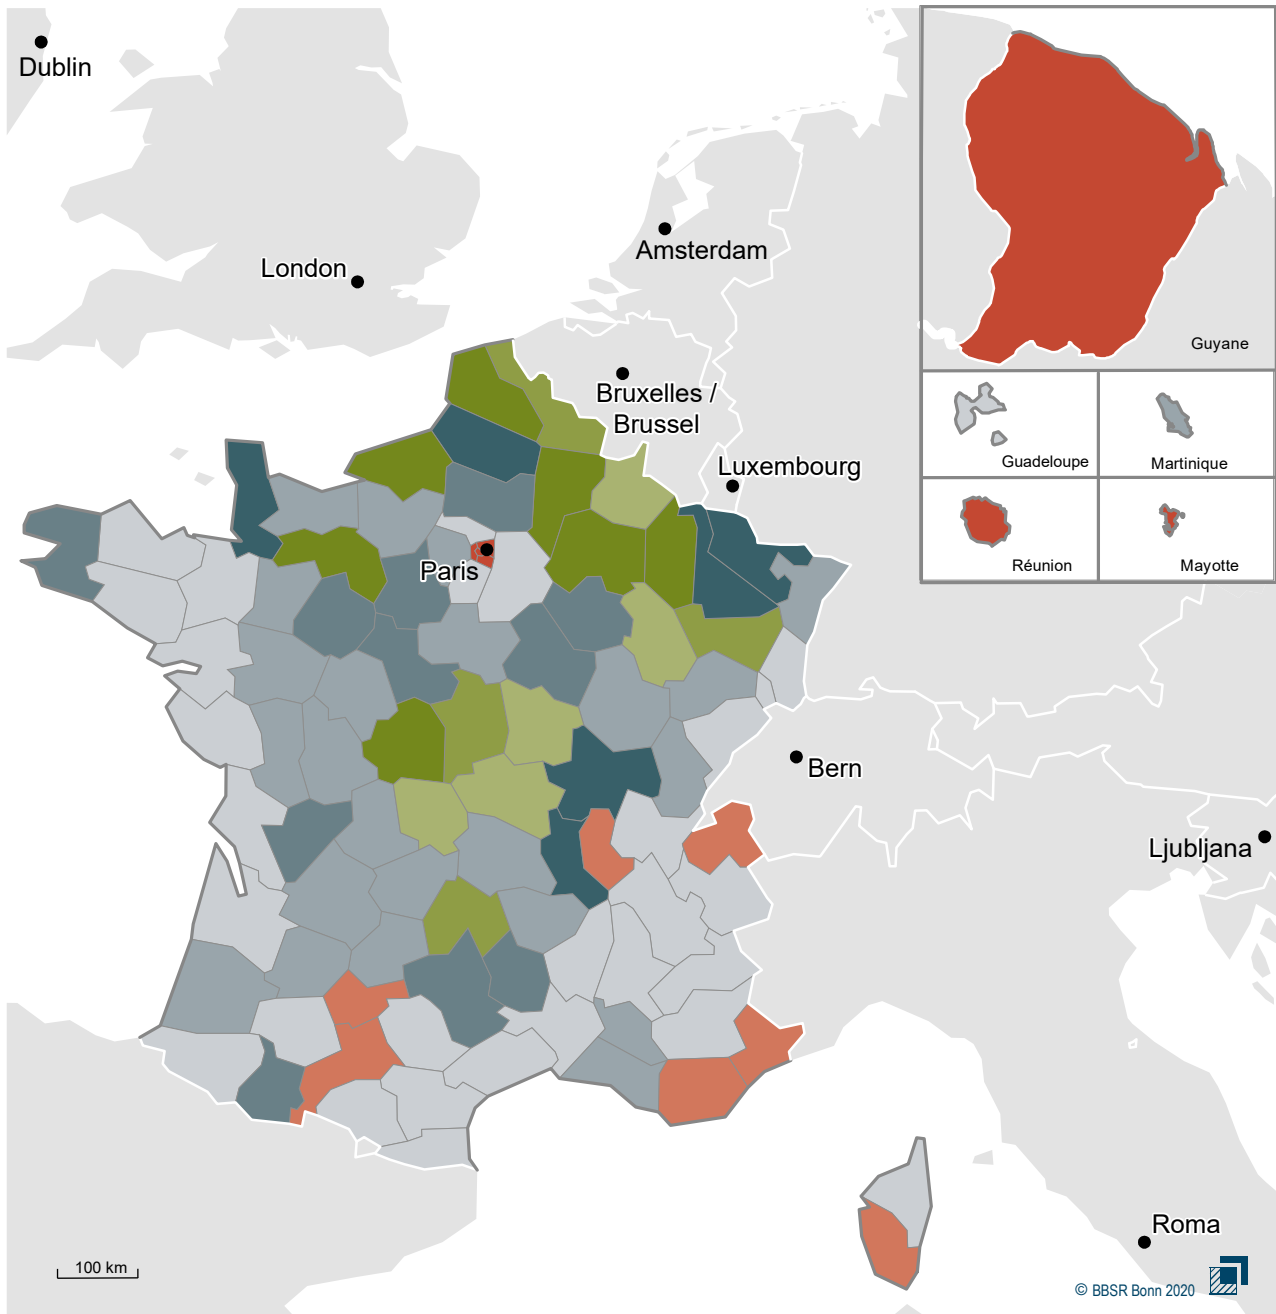 Dublin
London
Amsterdam
Bruxelles /
Brussel
Luxembourg
Paris
Bern
Ljubljana
Roma
Guyane
Guadeloupe
Martinique
Réunion
Mayotte
100 km
© BBSR Bonn 2020